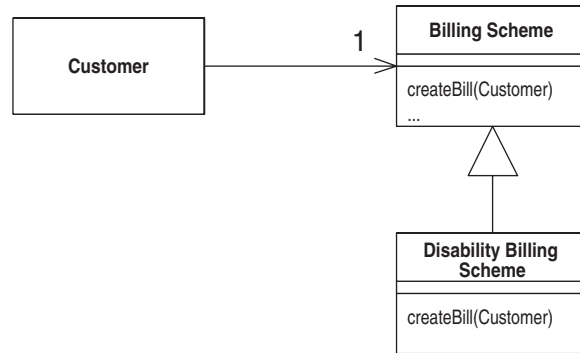 Customer
1
Billing Scheme
createBill(Customer)
...
Disability Billing
Scheme
createBill(Customer)